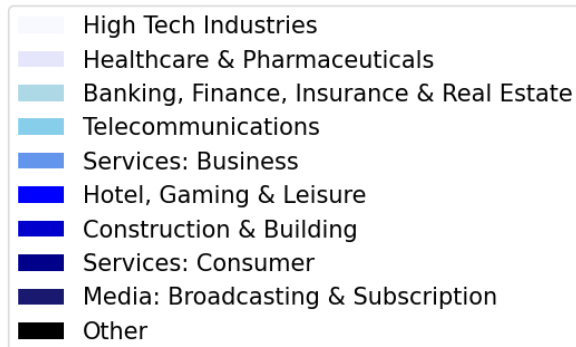 High Tech Industries
Healthcare & Pharmaceuticals
Banking, Finance, Insurance & Real Estate
Telecommunications
Services: Business
Hotel, Gaming & Leisure
Construction & Building
Services: Consumer
Media: Broadcasting & Subscription
Other